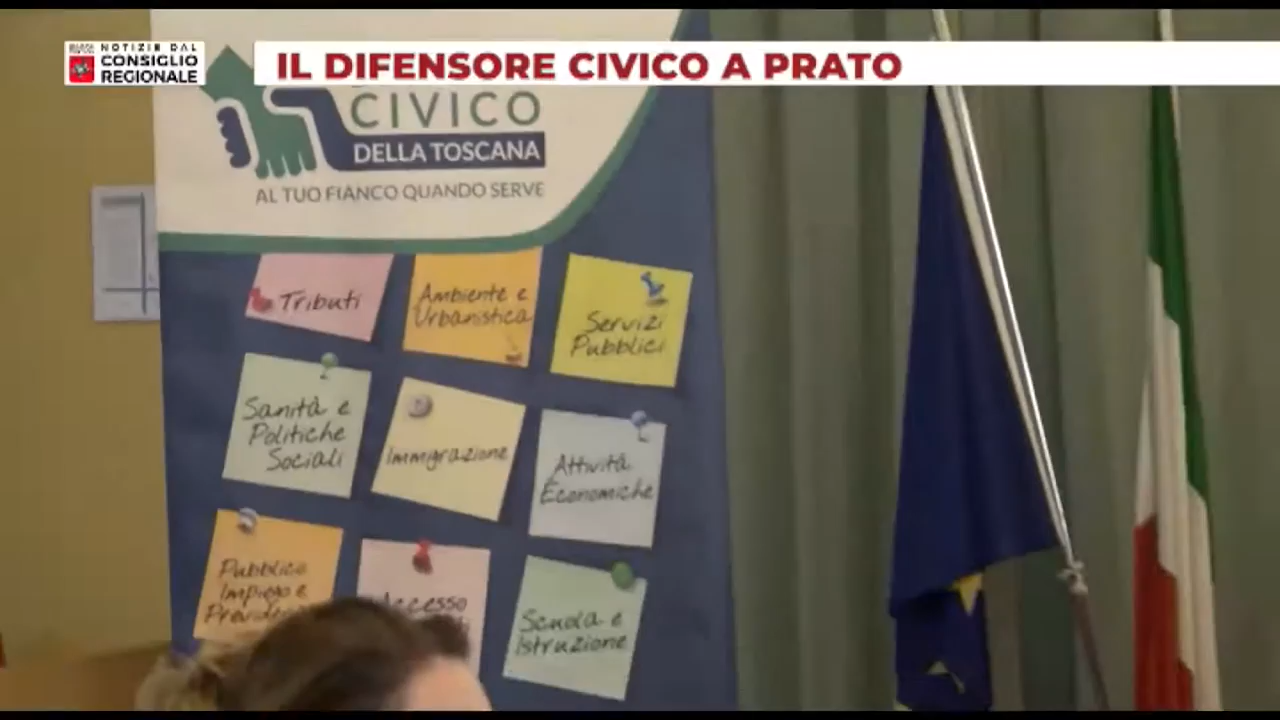 NOTIZIE DAL
CONSIGLIO
REGIONALE
IL DIFENSORE CIVICO A PRATO
CIVICO
DELLA TOSCANA
AL TUO FIANCO QUANDO SERVE
Tributi
Ambiente e
Urbanistica
Servizi
Pubblici
Sanità e
Politiche
Sociali
Immigrazione
Attività
Economiche
Pubblico
Impiego e
Accesso
Scuola e
Istruzione